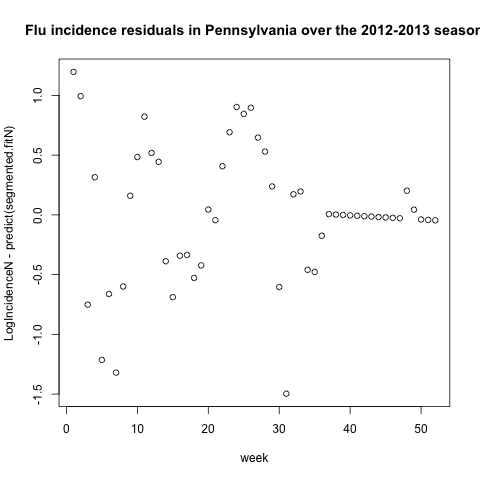 Flu incidence residuals in Pennsylvania over the 2012-2013 season
LogIncidenceN - predict(segmented.fitN)
1.0
0.5
0.0
-0.5
-1.0
-1.5
0 10 20 30 40 50
week